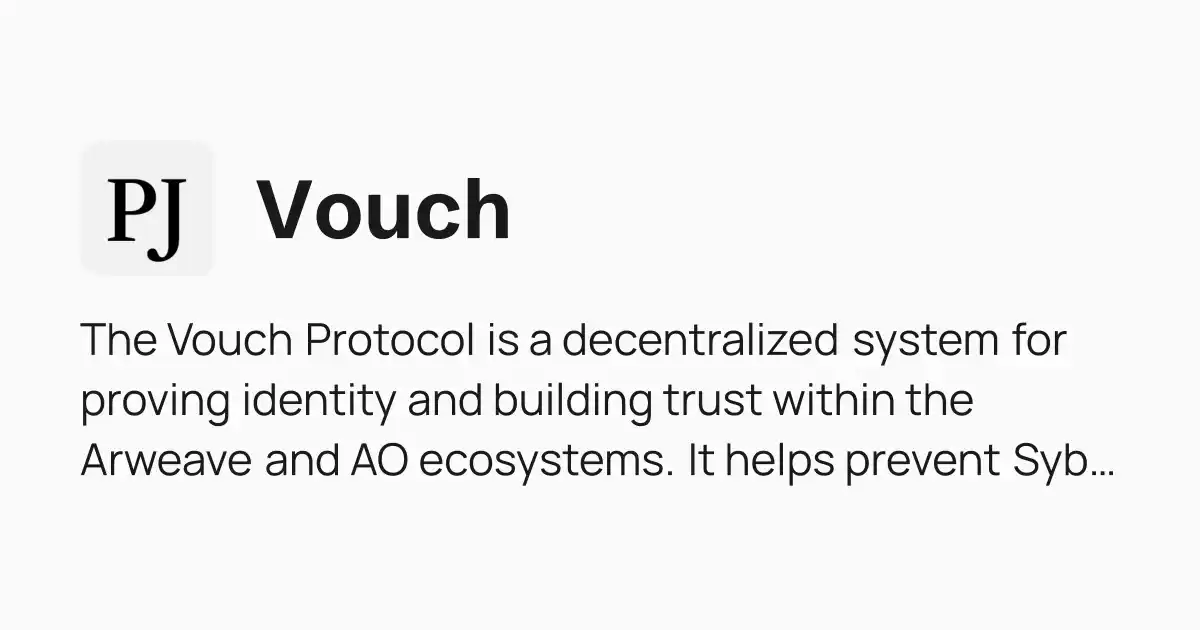 PJ
Vouch
The Vouch Protocol is a decentralized system for
proving identity and building trust within the
Arweave and AO ecosystems. It helps prevent Syb...